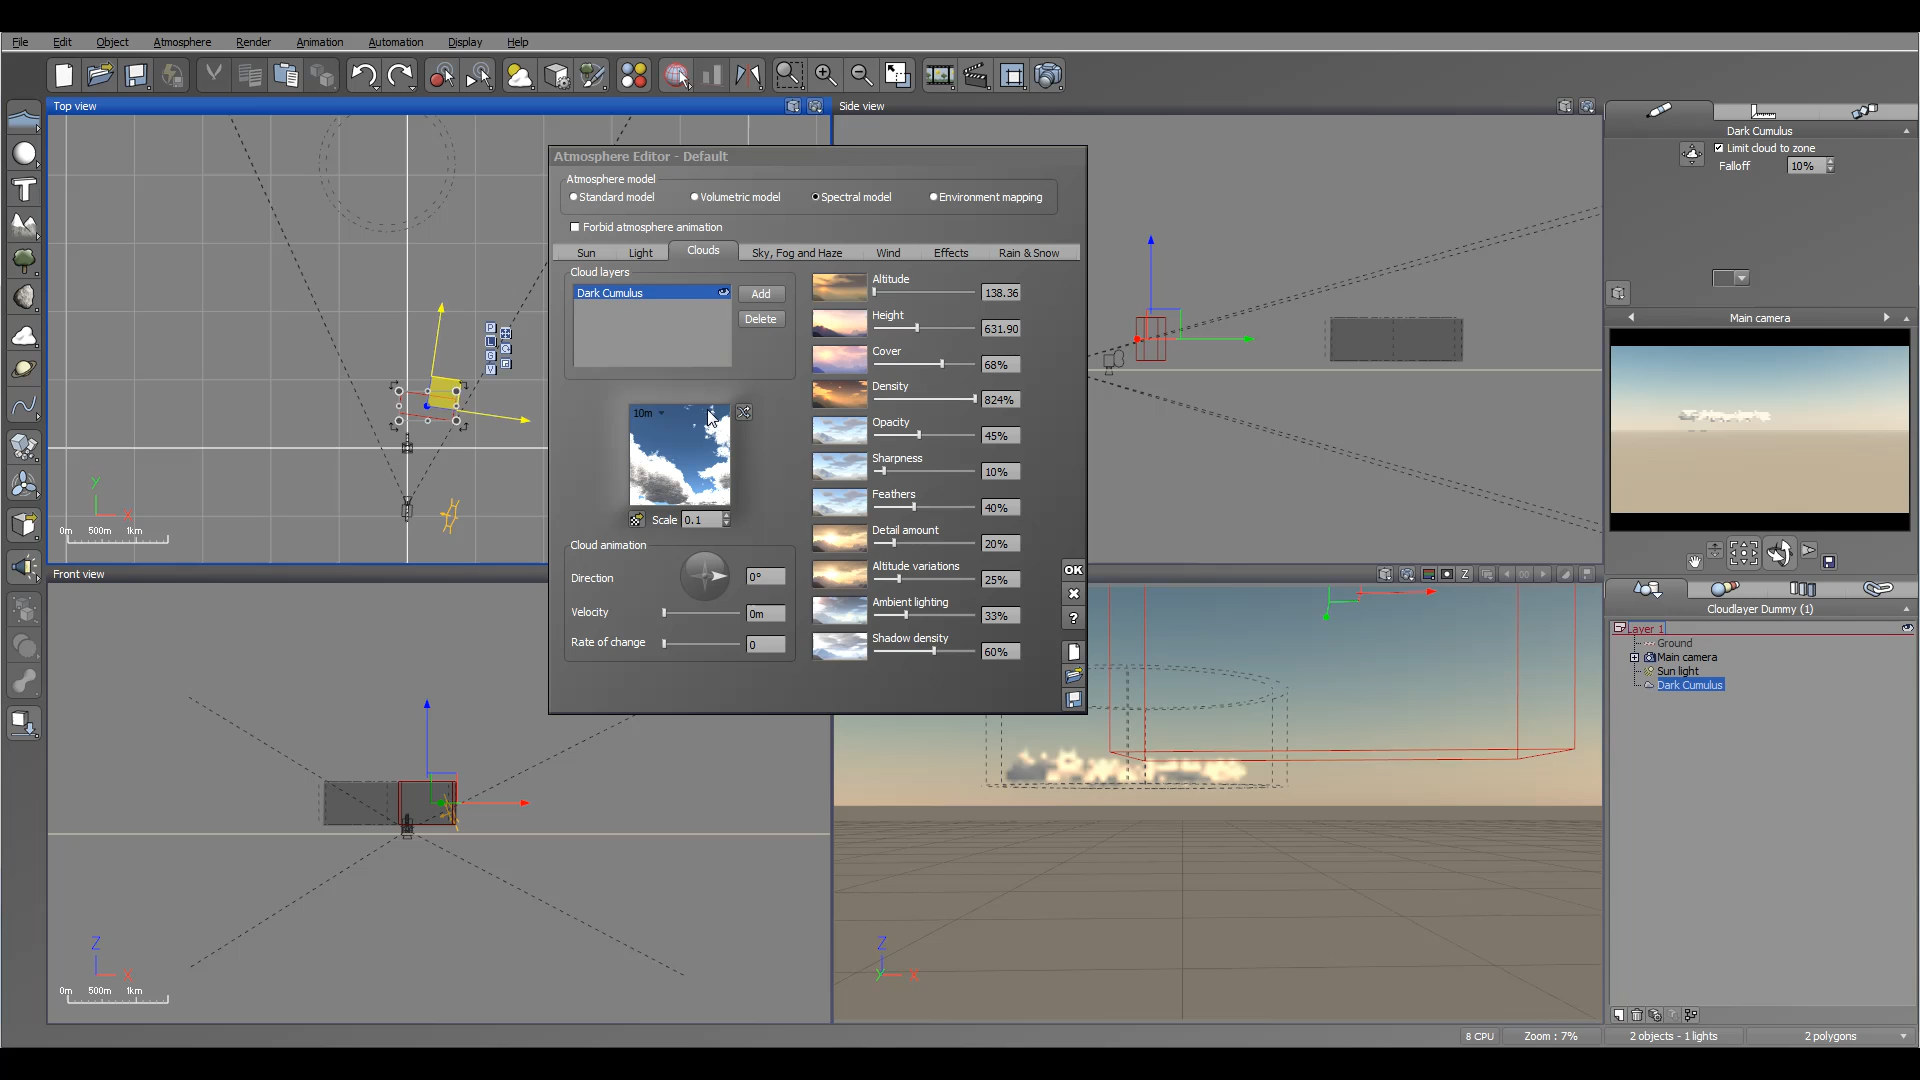 File Edit Object Atmosphere Render Animation Automation Display Help
Top view
Side view
Dark Cumulus
Limit cloud to zone
Falloff 10%
Atmosphere Editor - Default
Atmosphere model
Standard model Volumetric model Spectral model Environment mapping
Forbid atmosphere animation
Sun Light Clouds Sky, Fog and Haze Wind Effects Rain & Snow
Cloud layers
Dark Cumulus
Add
Delete
10m
Scale 0.1
Cloud animation
Direction 0°
Velocity 0m
Rate of change 0
Altitude 138.36
Height 631.90
Cover 68%
Density 824%
Opacity 45%
Sharpness 10%
Feathers 40%
Detail amount 20%
Altitude variations 25%
Ambient lighting 33%
Shadow density 60%
OK
?
Main camera
Y
X
0m 500m 1km
Front view
Z
X
0m 500m 1km
Z
Y X
Z
Cloudlayer Dummy (1)
Layer 1
Ground
Main camera
Sun light
Dark Cumulus
8 CPU Zoom : 7% 2 objects - 1 lights 2 polygons